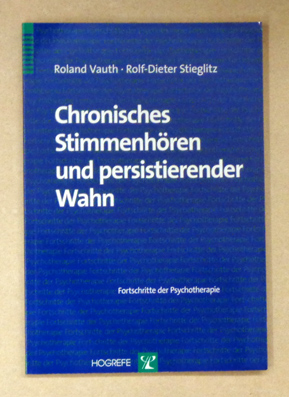 Roland Vauth · Rolf-Dieter Stieglitz
Chronisches
Stimmenhören
und persistierender
Wahn
Fortschritte der Psychotherapie
HOGREFE